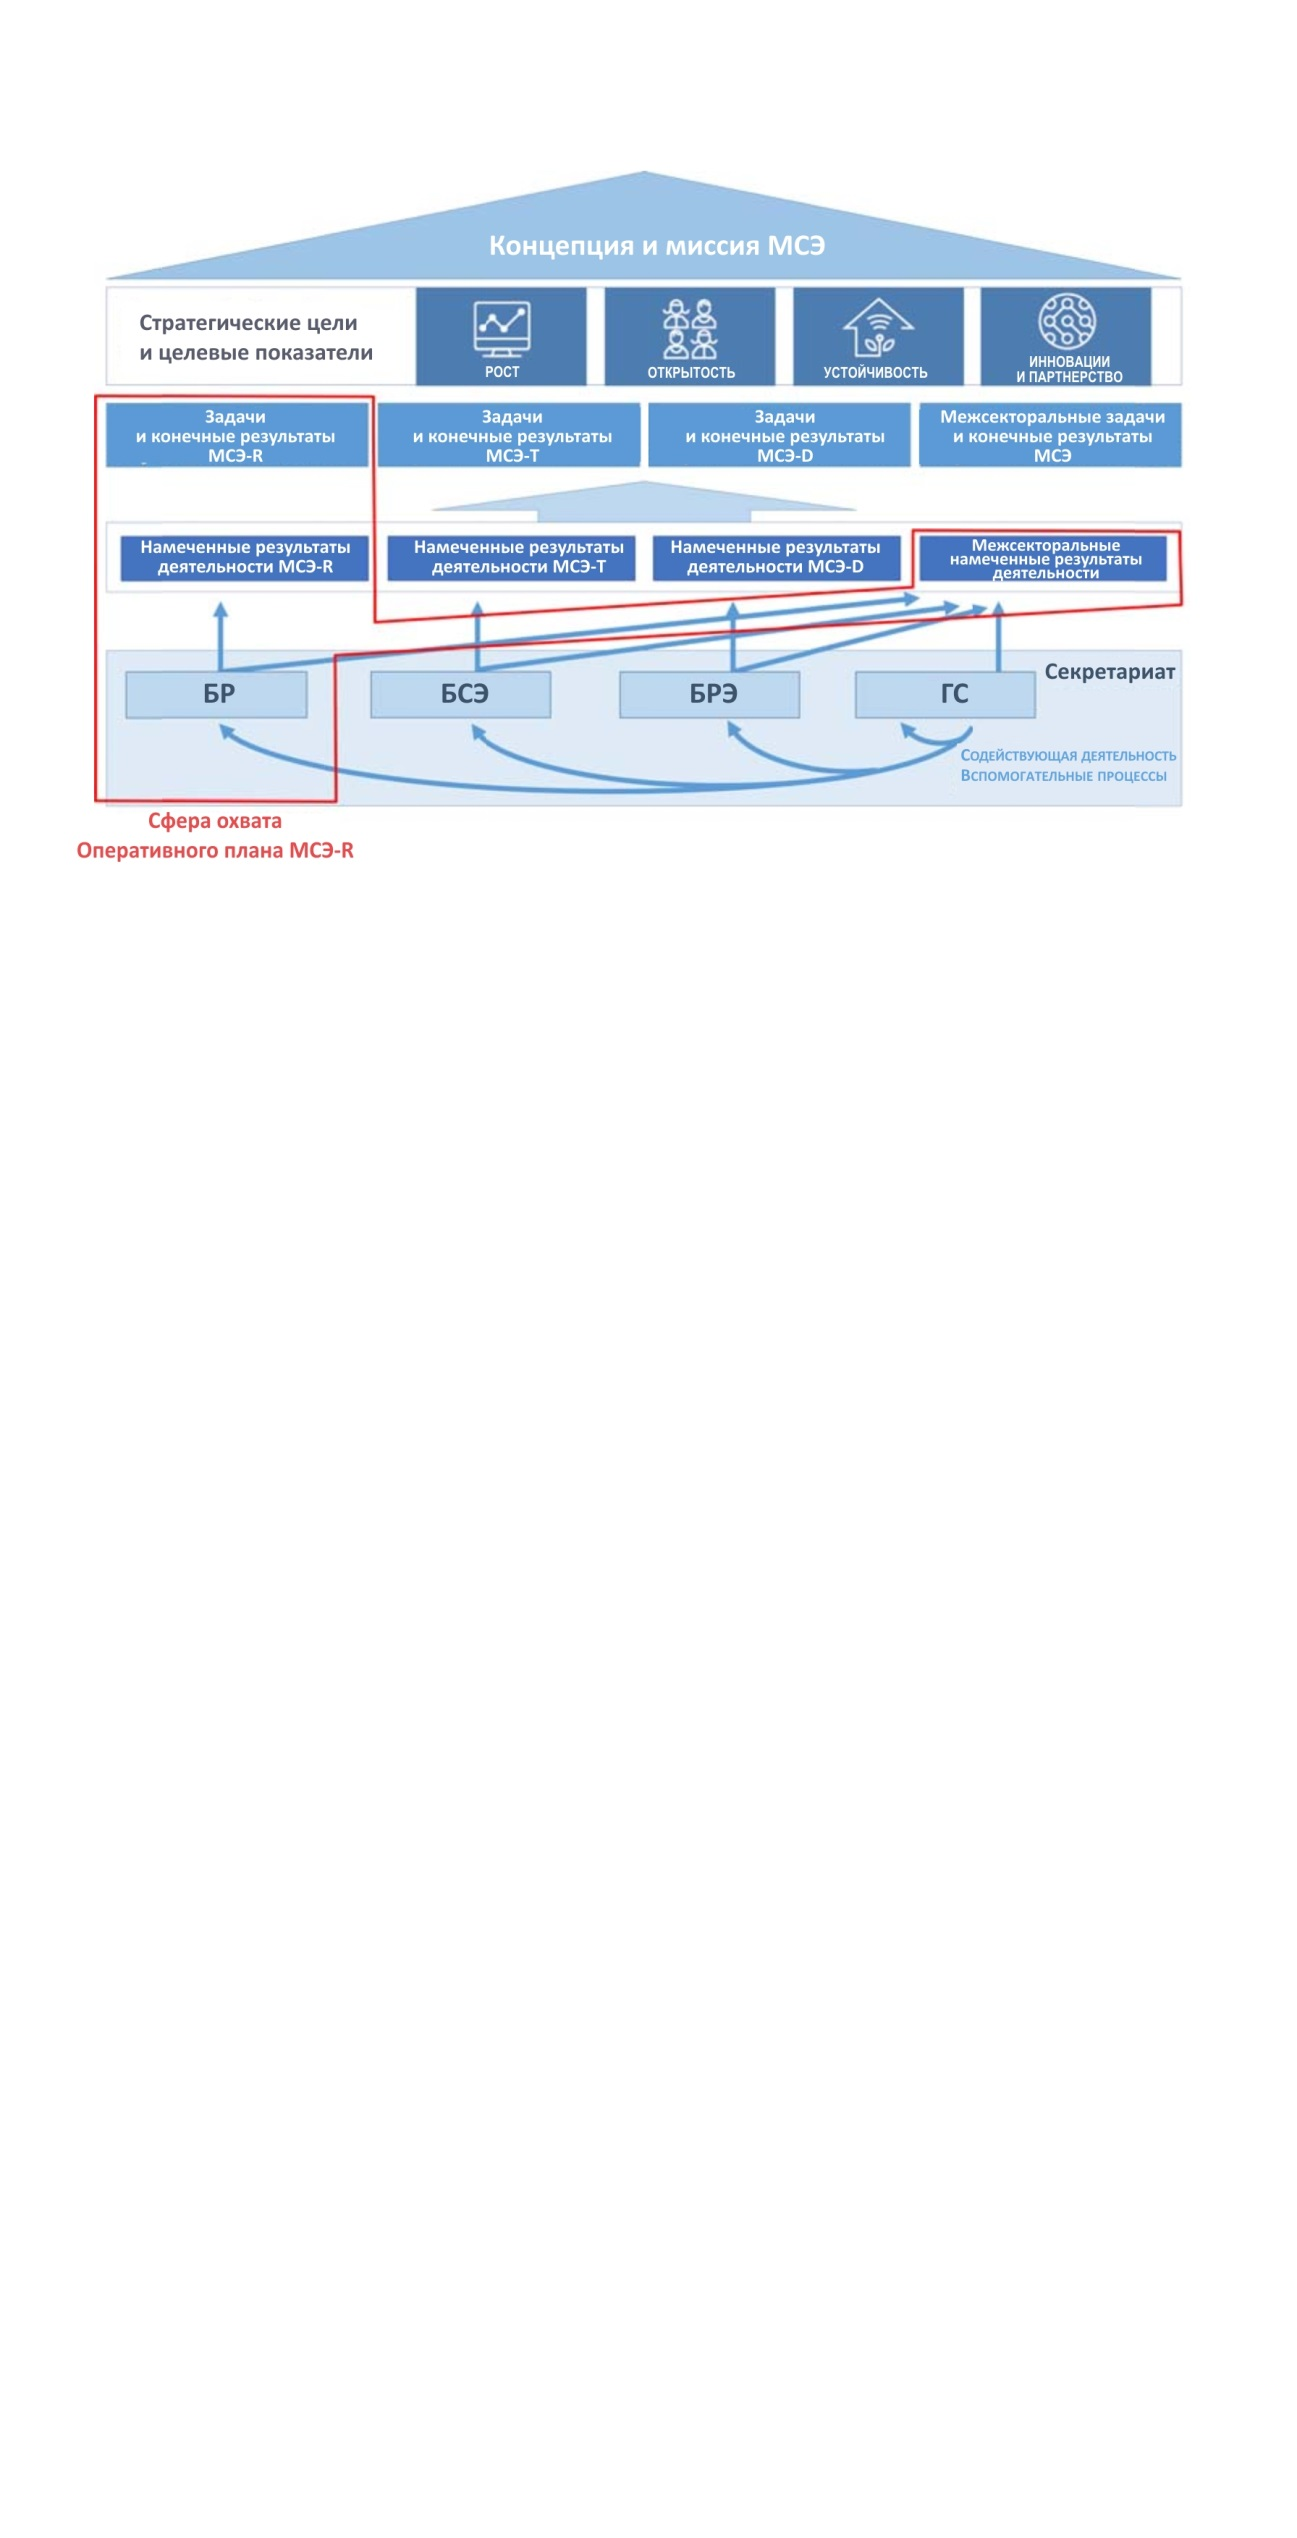 Концепция и миссия МСЭ
Стратегические цели
и целевые показатели
РОСТ
ОТКРЫТОСТЬ
УСТОЙЧИВОСТЬ
ИННОВАЦИИ
И ПАРТНЕРСТВО
Задачи
и конечные результаты
МСЭ-R
Задачи
и конечные результаты
МСЭ-Т
Задачи
и конечные результаты
МСЭ-D
Межсекторальные задачи
и конечные результаты
МСЭ
Намеченные результаты
деятельности МСЭ-R
Намеченные результаты
деятельности МСЭ-Т
Намеченные результаты
деятельности МСЭ-D
Межсекторальные
намеченные результаты
деятельности
Секретариат
БР
БСЭ
БРЭ
ГС
Содействующая деятельность
Вспомогательные процессы
Сфера охвата
Оперативного плана МСЭ-R